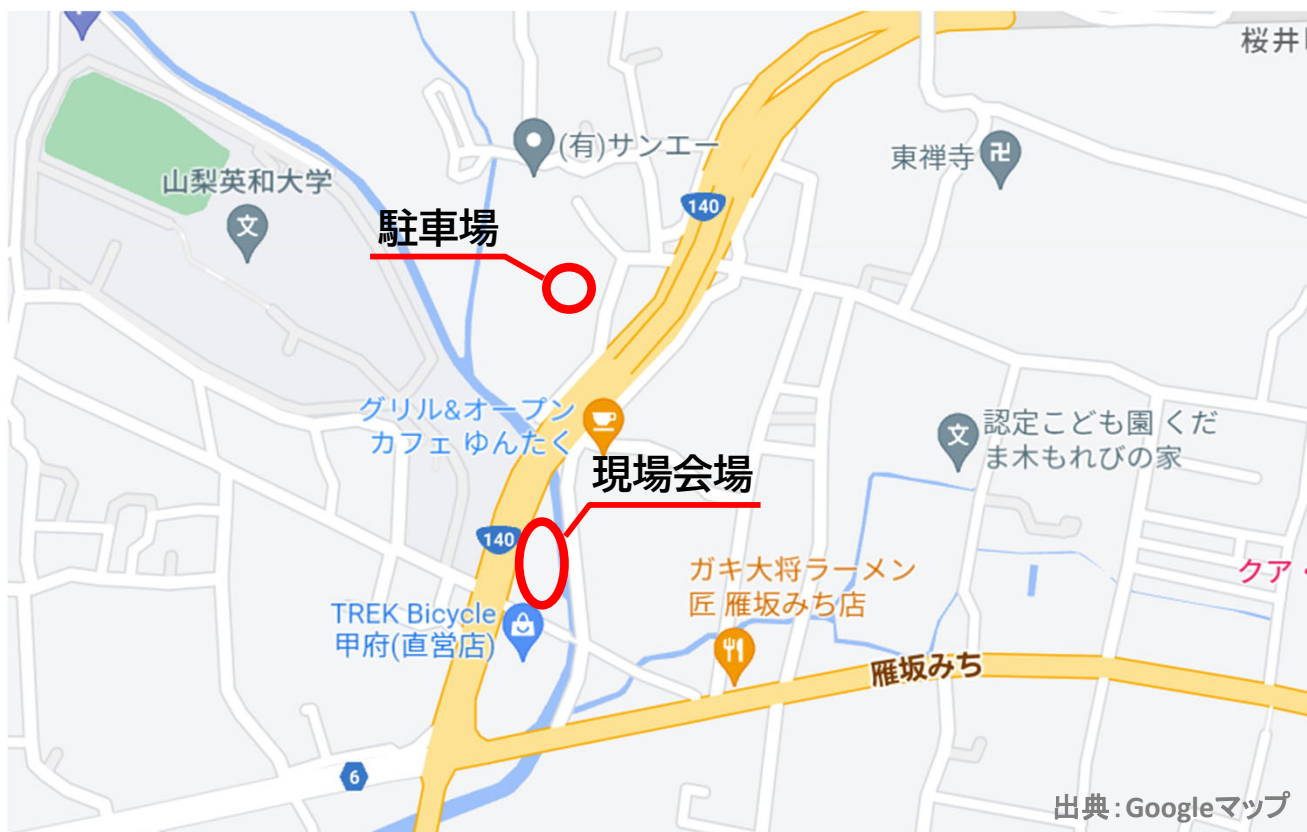 桜井
(有)サンエー
東禅寺
卍
山梨英和大学
文
140
駐車場
グリル&オープン
カフェ ゆんたく
文
認定こども園 くだ
ま木もれびの家
現場会場
140
ガキ大将ラーメン
匠 雁坂みち店
クア・
TREK Bicycle
甲府(直営店)
雁坂みち
6
出典:Googleマップ